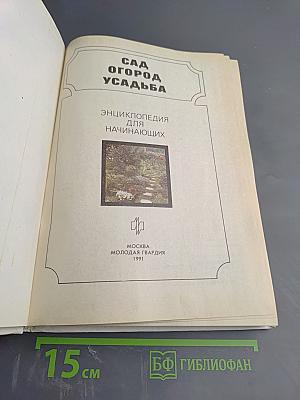 САД
ОГОРОД
УСАДЬБА
ЭНЦИКЛОПЕДИЯ
ДЛЯ
НАЧИНАЮЩИХ
МОСКВА
МОЛОДАЯ ГВАРДИЯ
1991
15 см
БФ ГИБЛИОФАН